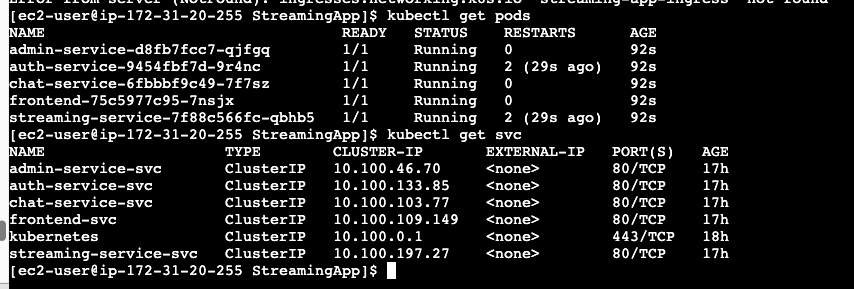 Error from server (NotFound): ingresses.networking.k8s.io "streaming-app-ingress" not found
[ec2-user@ip-172-31-20-255 StreamingApp]$ kubectl get pods
NAME READY STATUS RESTARTS AGE
admin-service-d8fb7fcc7-qjfgq 1/1 Running 0 92s
auth-service-9454fbf7d-9r4nc 1/1 Running 2 (29s ago) 92s
chat-service-6fbbbf9c49-7f7sz 1/1 Running 0 92s
frontend-75c5977c95-7nsjx 1/1 Running 0 92s
streaming-service-7f88c566fc-qbhb5 1/1 Running 2 (29s ago) 92s
[ec2-user@ip-172-31-20-255 StreamingApp]$ kubectl get svc
NAME TYPE CLUSTER-IP EXTERNAL-IP PORT(S) AGE
admin-service-svc ClusterIP 10.100.46.70 <none> 80/TCP 17h
auth-service-svc ClusterIP 10.100.133.85 <none> 80/TCP 17h
chat-service-svc ClusterIP 10.100.103.77 <none> 80/TCP 17h
frontend-svc ClusterIP 10.100.109.149 <none> 80/TCP 17h
kubernetes ClusterIP 10.100.0.1 <none> 443/TCP 18h
streaming-service-svc ClusterIP 10.100.197.27 <none> 80/TCP 17h
[ec2-user@ip-172-31-20-255 StreamingApp]$